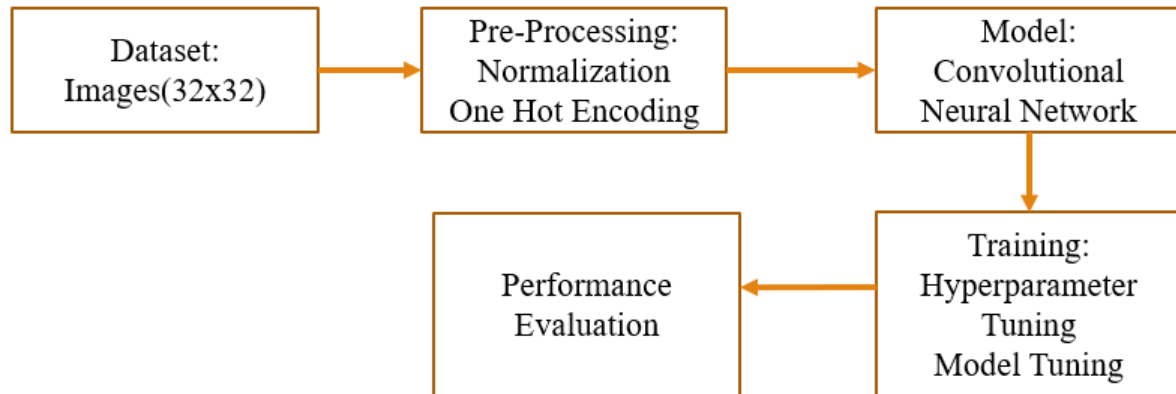 Dataset:
Images(32x32)
Pre-Processing:
Normalization
One Hot Encoding
Model:
Convolutional
Neural Network
Training:
Hyperparameter
Tuning
Model Tuning
Performance
Evaluation